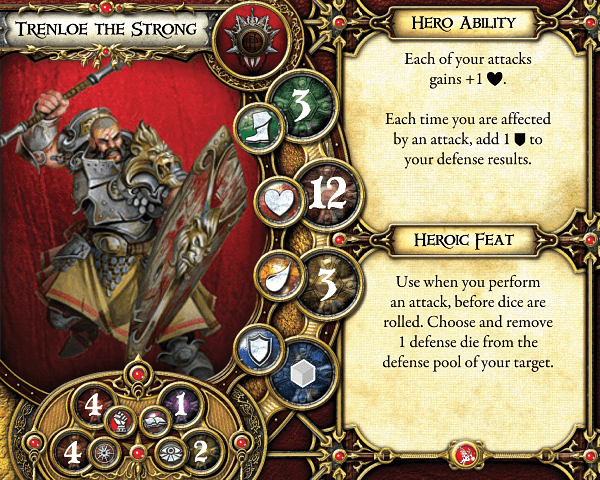 Trenloe the Strong
3
12
3
4 1
4 2
Hero Ability
Each of your attacks
gains +1 ♥.
Each time you are affected
by an attack, add 1 to
your defense results.
Heroic Feat
Use when you perform
an attack, before dice are
rolled. Choose and remove
1 defense die from the
defense pool of your target.